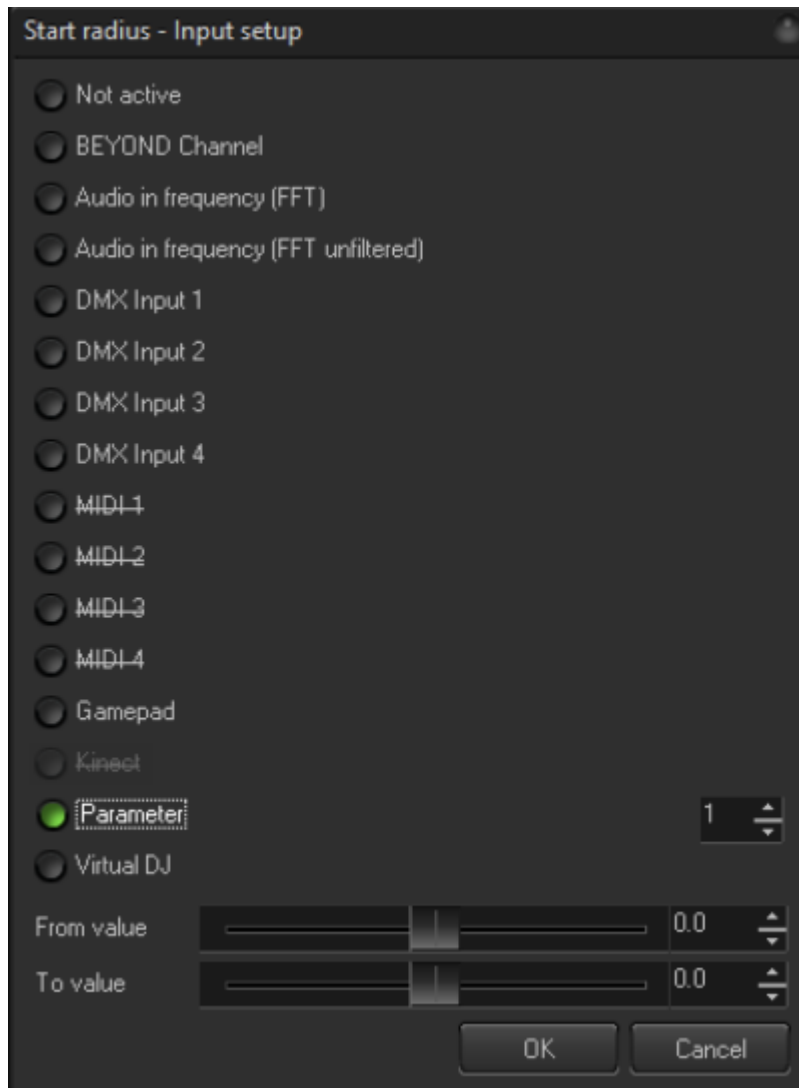 Start radius - Input setup
Not active
BEYOND Channel
Audio in frequency (FFT)
Audio in frequency (FFT unfiltered)
DMX Input 1
DMX Input 2
DMX Input 3
DMX Input 4
MIDI 1
MIDI 2
MIDI 3
MIDI 4
Gamepad
Kinect
Parameter 1
Virtual DJ
From value 0.0
To value 0.0
OK Cancel